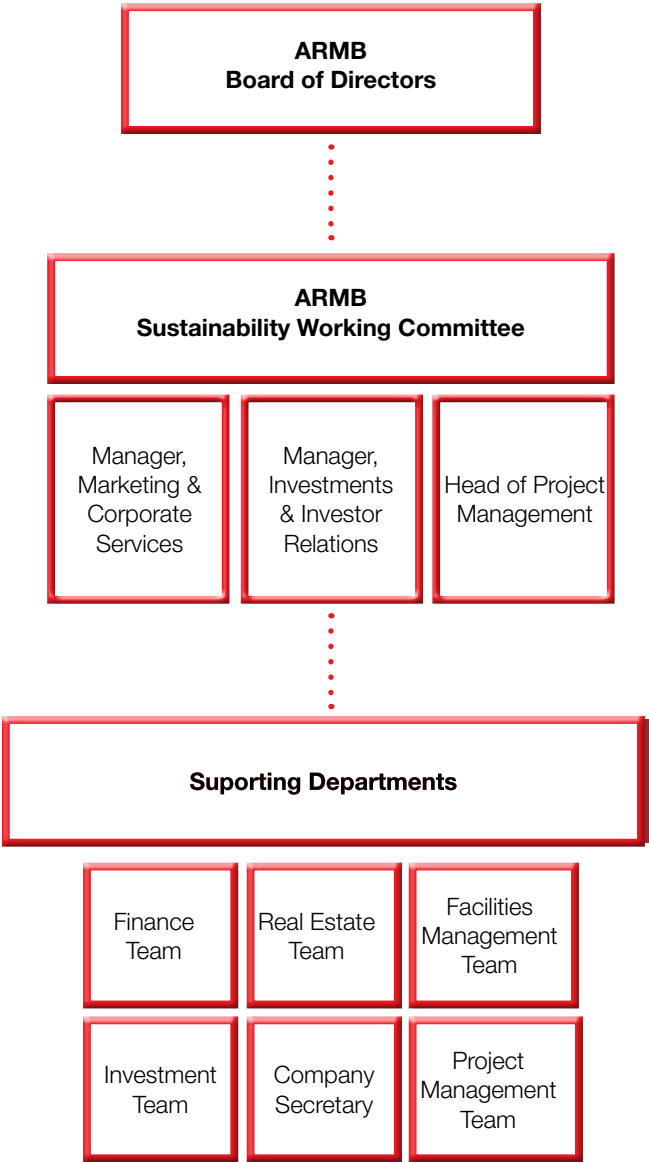 ARMB
Board of Directors
ARMB
Sustainability Working Committee
Manager,
Marketing &
Corporate
Services
Manager,
Investments
& Investor
Relations
Head of Project
Management
Suporting Departments
Finance
Team
Real Estate
Team
Facilities
Management
Team
Investment
Team
Company
Secretary
Project
Management
Team